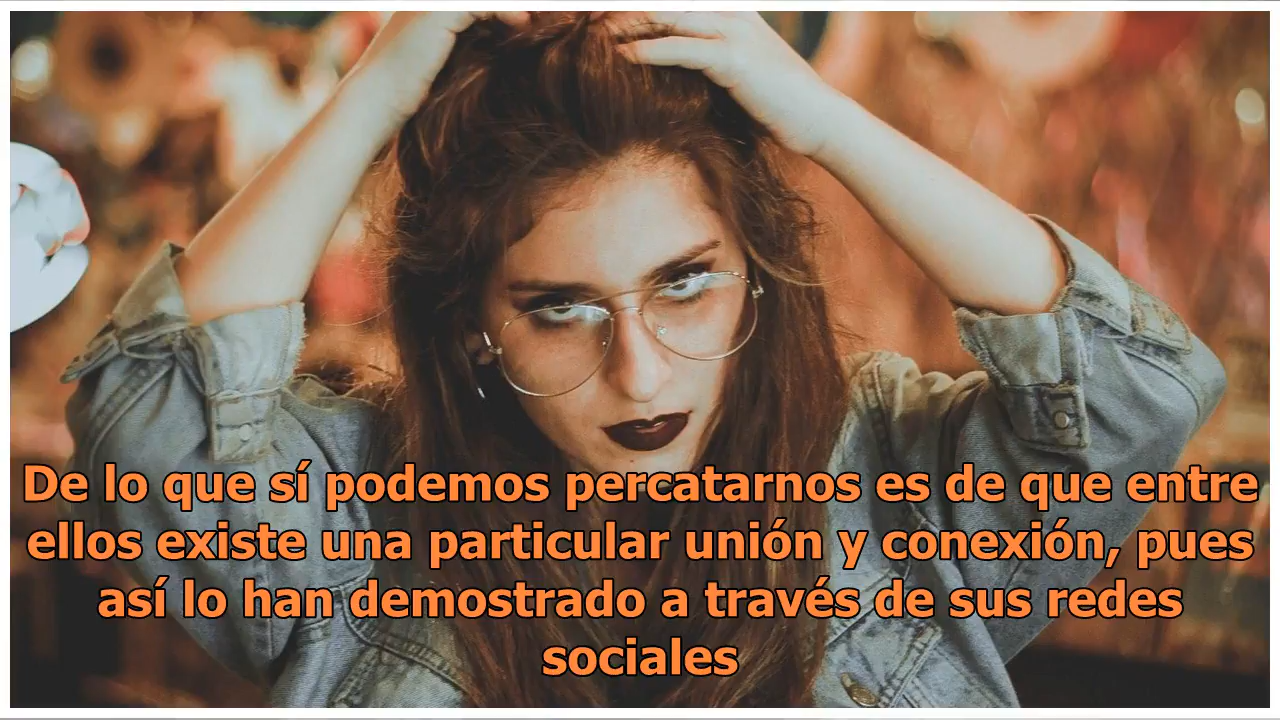 De lo que sí podemos percatarnos es de que entre
ellos existe una particular unión y conexión, pues
así lo han demostrado a través de sus redes
sociales